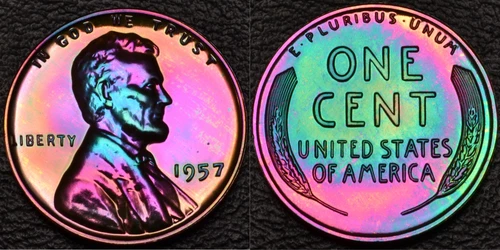 IN GOD WE TRUST
LIBERTY
1957
E·PLURIBUS·UNUM
ONE
CENT
UNITED STATES
OF AMERICA